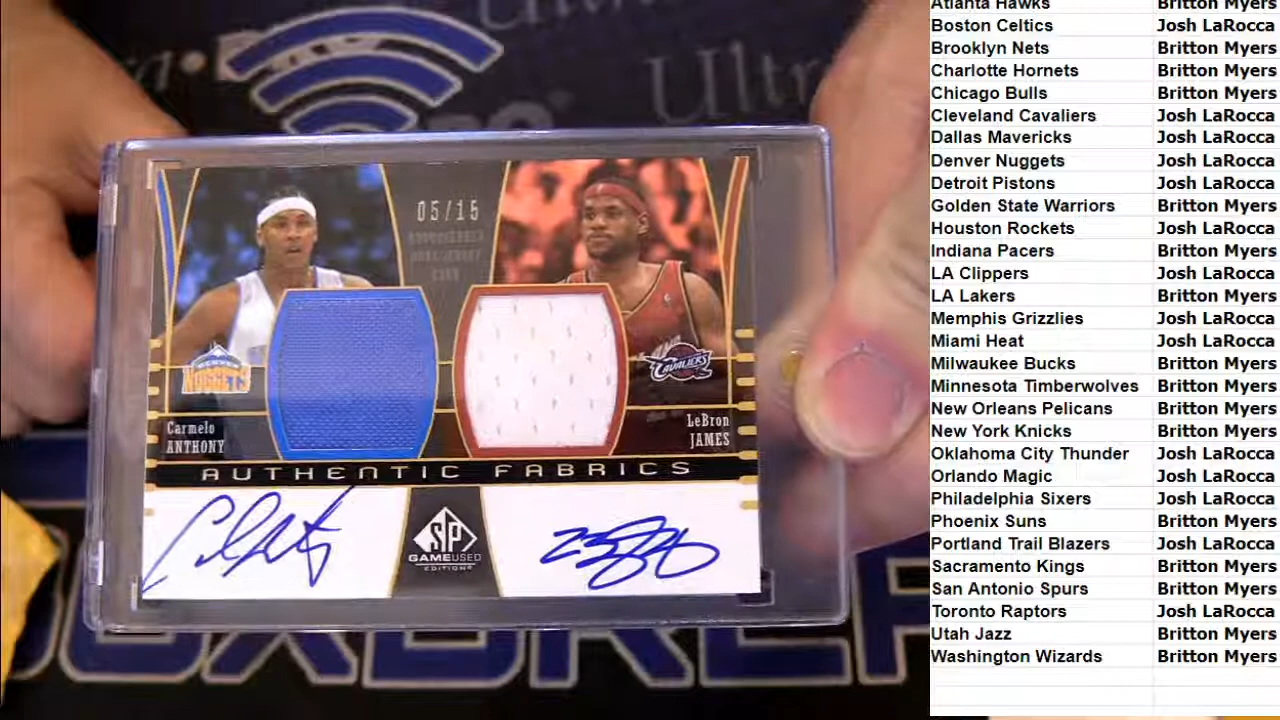 Ultra
05/15
NUGGETS
CAVALIERS
Carmelo
ANTHONY
LeBron
JAMES
AUTHENTIC FABRICS
SP
GAMEUSED
EDITION
Atlanta Hawks Britton Myers
Boston Celtics Josh LaRocca
Brooklyn Nets Britton Myers
Charlotte Hornets Britton Myers
Chicago Bulls Britton Myers
Cleveland Cavaliers Josh LaRocca
Dallas Mavericks Josh LaRocca
Denver Nuggets Josh LaRocca
Detroit Pistons Josh LaRocca
Golden State Warriors Britton Myers
Houston Rockets Josh LaRocca
Indiana Pacers Britton Myers
LA Clippers Josh LaRocca
LA Lakers Britton Myers
Memphis Grizzlies Josh LaRocca
Miami Heat Josh LaRocca
Milwaukee Bucks Britton Myers
Minnesota Timberwolves Britton Myers
New Orleans Pelicans Britton Myers
New York Knicks Britton Myers
Oklahoma City Thunder Josh LaRocca
Orlando Magic Josh LaRocca
Philadelphia Sixers Josh LaRocca
Phoenix Suns Britton Myers
Portland Trail Blazers Josh LaRocca
Sacramento Kings Britton Myers
San Antonio Spurs Britton Myers
Toronto Raptors Josh LaRocca
Utah Jazz Britton Myers
Washington Wizards Britton Myers